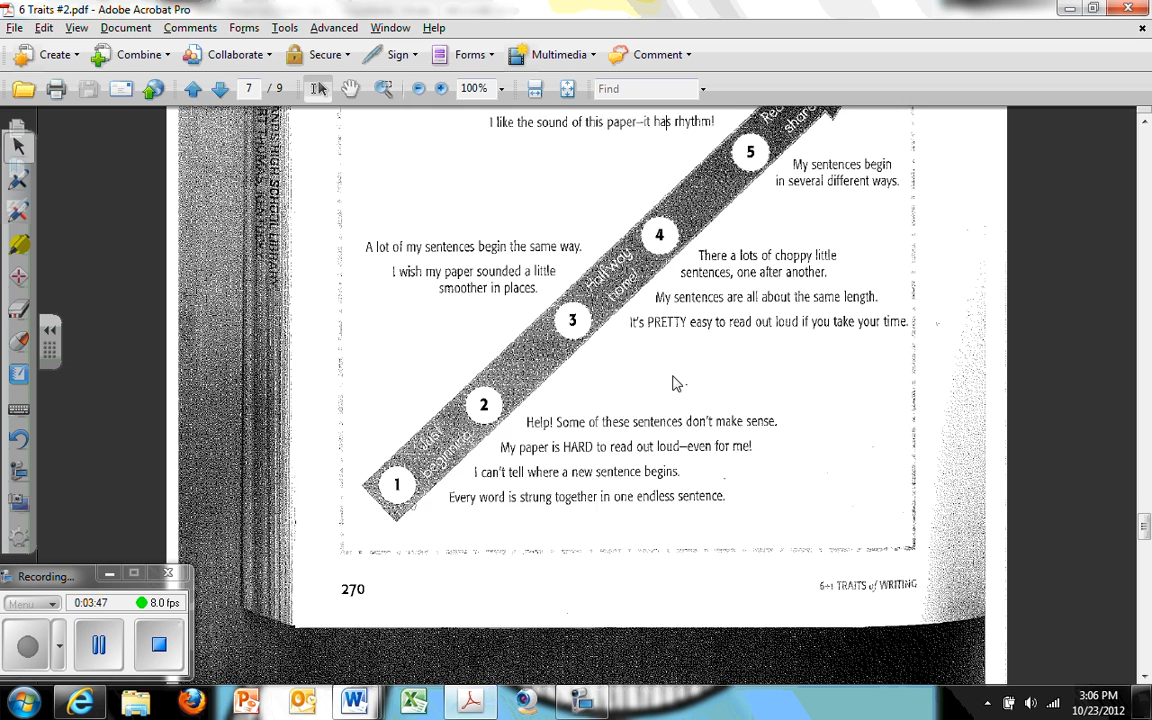 6 Traits #2.pdf - Adobe Acrobat Pro
File Edit View Document Comments Forms Tools Advanced Window Help
Create Combine Collaborate Secure Sign Forms Multimedia Comment
7 / 9 100% Find
I like the sound of this paper–it has rhythm!
share
5
My sentences begin
in several different ways.
4
A lot of my sentences begin the same way.
I wish my paper sounded a little
smoother in places.
Half way
home!
There a lots of choppy little
sentences, one after another.
My sentences are all about the same length.
It's PRETTY easy to read out loud if you take your time.
3
2
Help! Some of these sentences don't make sense.
My paper is HARD to read out loud–even for me!
I can't tell where a new sentence begins.
Every word is strung together in one endless sentence.
Just
beginning
1
270
6+1 TRAITS of WRITING
HIGH SCHOOL LIBRARY
THOMAS, KENTUCKY
Recording...
Menu 0:03:47 8.0 fps
3:06 PM
10/23/2012